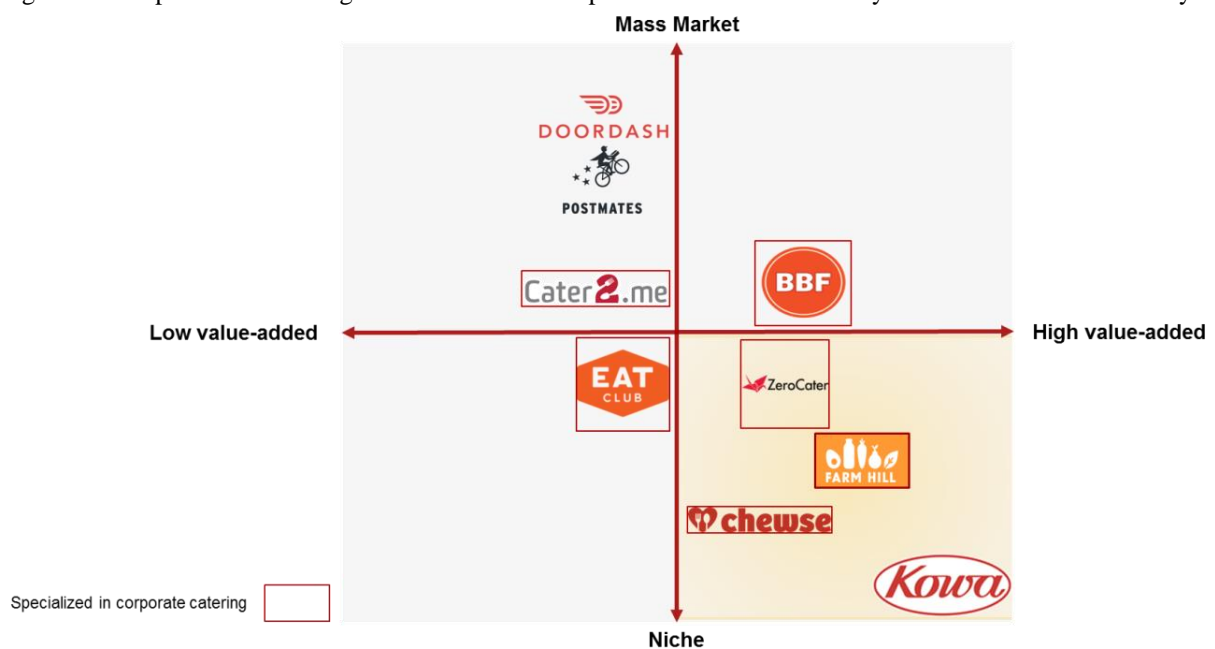 Mass Market
DOORDASH
POSTMATES
BBF
Cater2.me
Low value-added
High value-added
EAT
CLUB
ZeroCater
FARM HILL
chewse
Kowa
Specialized in corporate catering
Niche